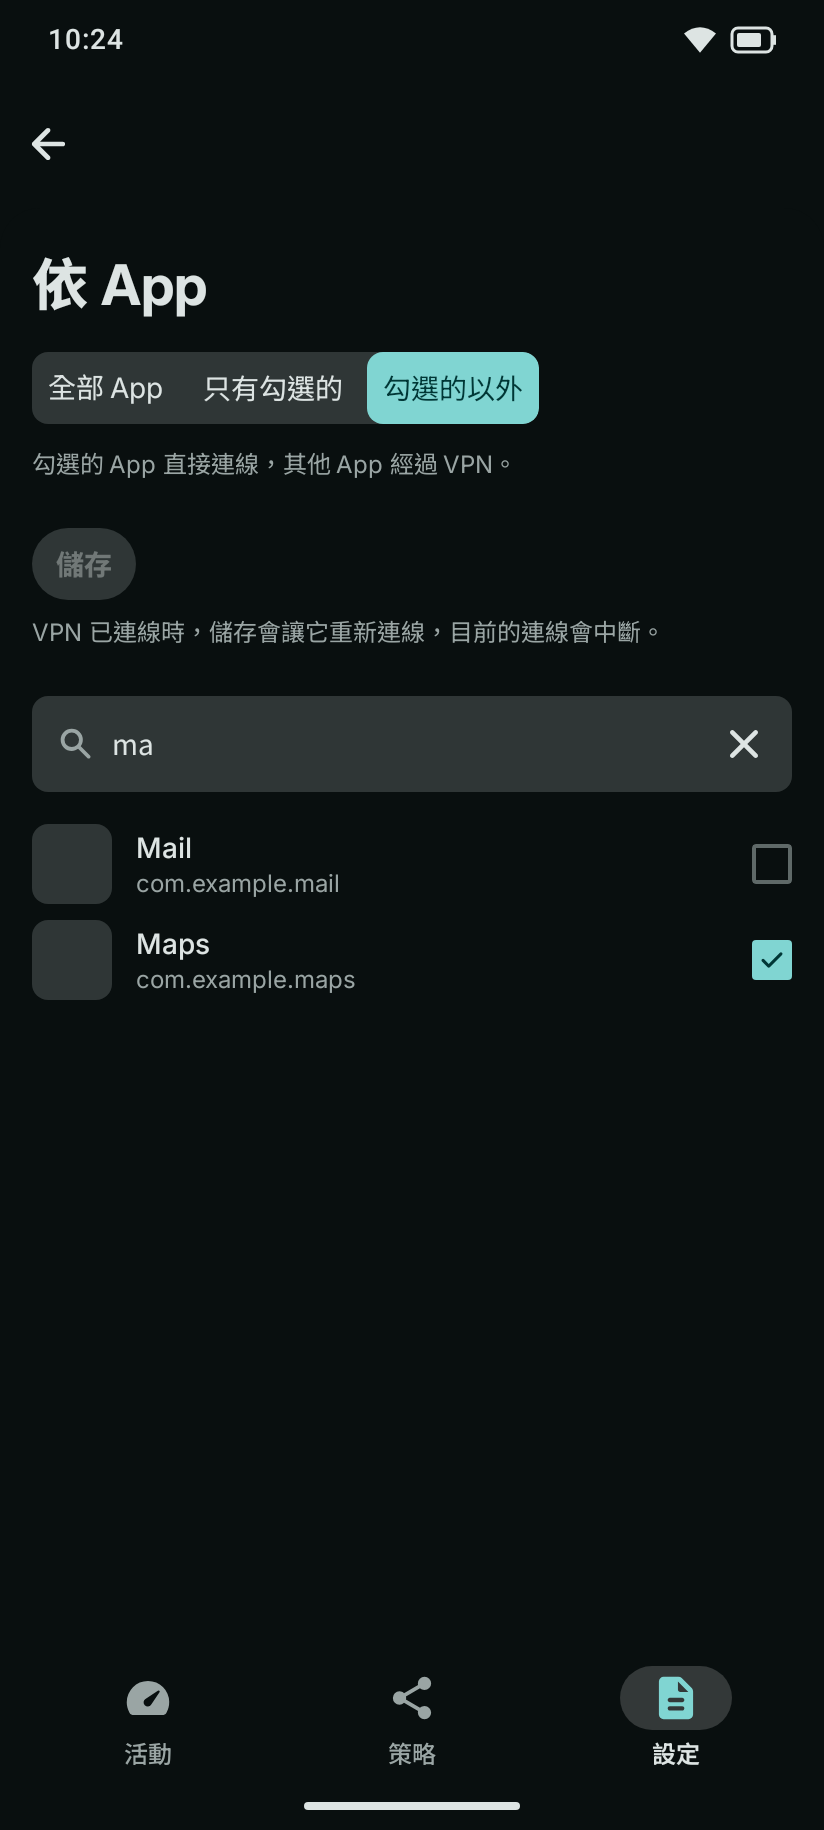 10:24
依 App
全部 App
只有勾選的
勾選的以外
勾選的 App 直接連線，其他 App 經過 VPN。
儲存
VPN 已連線時，儲存會讓它重新連線，目前的連線會中斷。
ma
Mail
com.example.mail
Maps
com.example.maps
活動
策略
設定